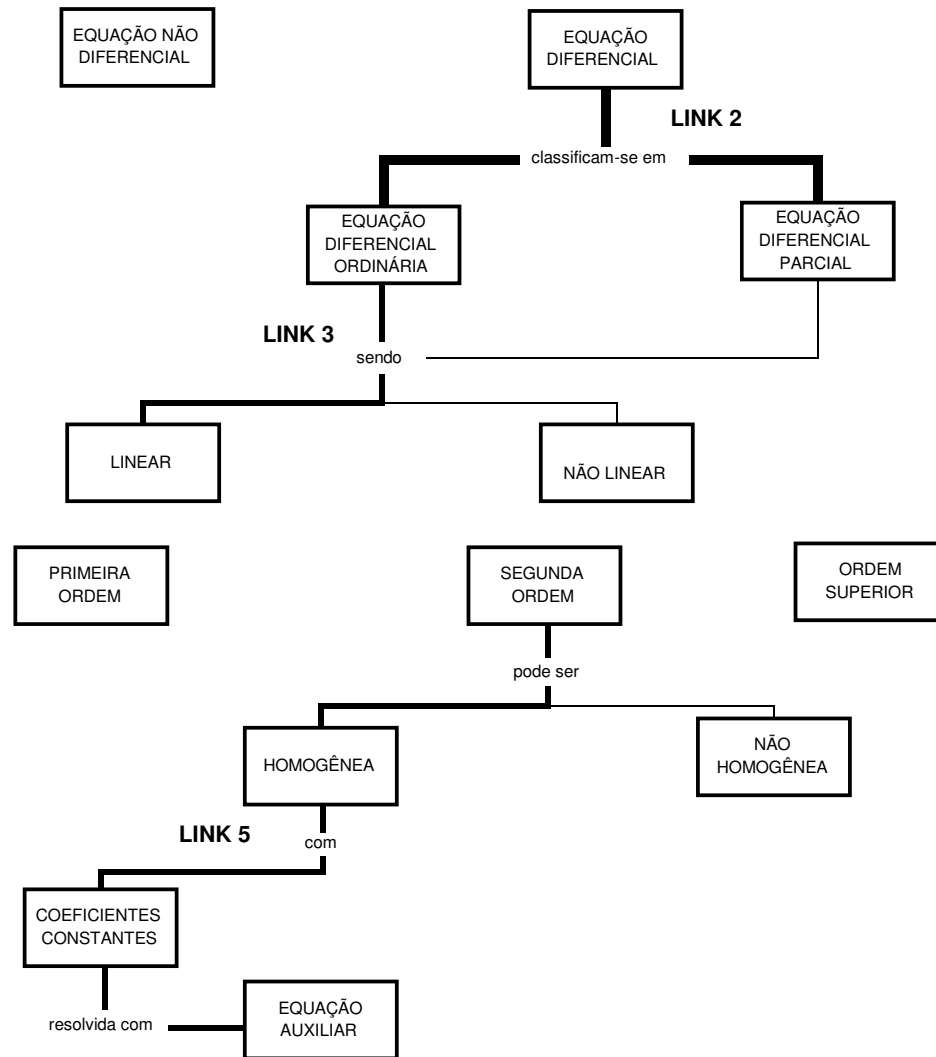 EQUAÇÃO NÃO
DIFERENCIAL
EQUAÇÃO
DIFERENCIAL
LINK 2
classificam-se em
EQUAÇÃO
DIFERENCIAL
ORDINÁRIA
EQUAÇÃO
DIFERENCIAL
PARCIAL
LINK 3
sendo
LINEAR
NÃO LINEAR
PRIMEIRA
ORDEM
SEGUNDA
ORDEM
ORDEM
SUPERIOR
pode ser
HOMOGÊNEA
NÃO
HOMOGÊNEA
LINK 5
com
COEFICIENTES
CONSTANTES
resolvida com
EQUAÇÃO
AUXILIAR